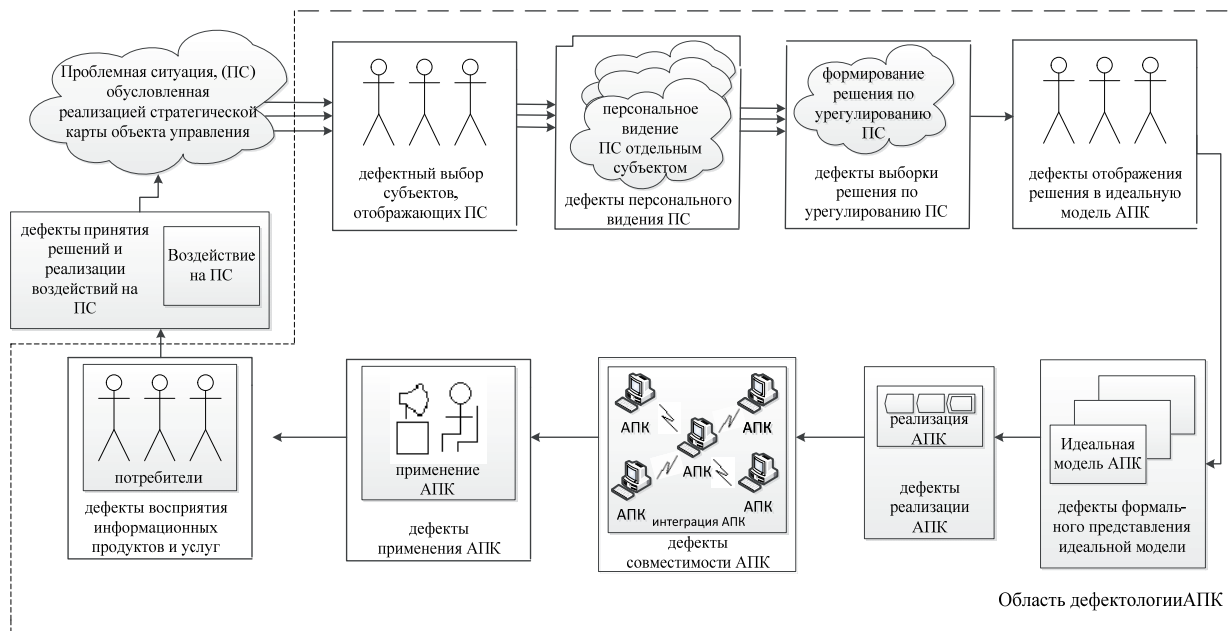 Проблемная ситуация, (ПС)
обусловленная
реализацией стратегической
карты объекта управления
дефектный выбор
субъектов,
отображающих ПС
персональное
видение
ПС отдельным
субъектом
дефекты персонального
видения ПС
формирование
решения по
урегулированию
ПС
дефекты выборки
решения по
урегулированию ПС
дефекты отображения
решения в идеальную
модель АПК
дефекты принятия
решений и
реализации
воздействий на
ПС
Воздействие
на ПС
потребители
дефекты восприятия
информационных
продуктов и услуг
применение
АПК
дефекты
применения АПК
АПК
АПК
АПК
АПК
АПК
интеграция АПК
дефекты
совместимости АПК
реализация
АПК
дефекты
реализации
АПК
Идеальная
модель АПК
дефекты формаль-
ного представления
идеальной модели
Область дефектологииАПК